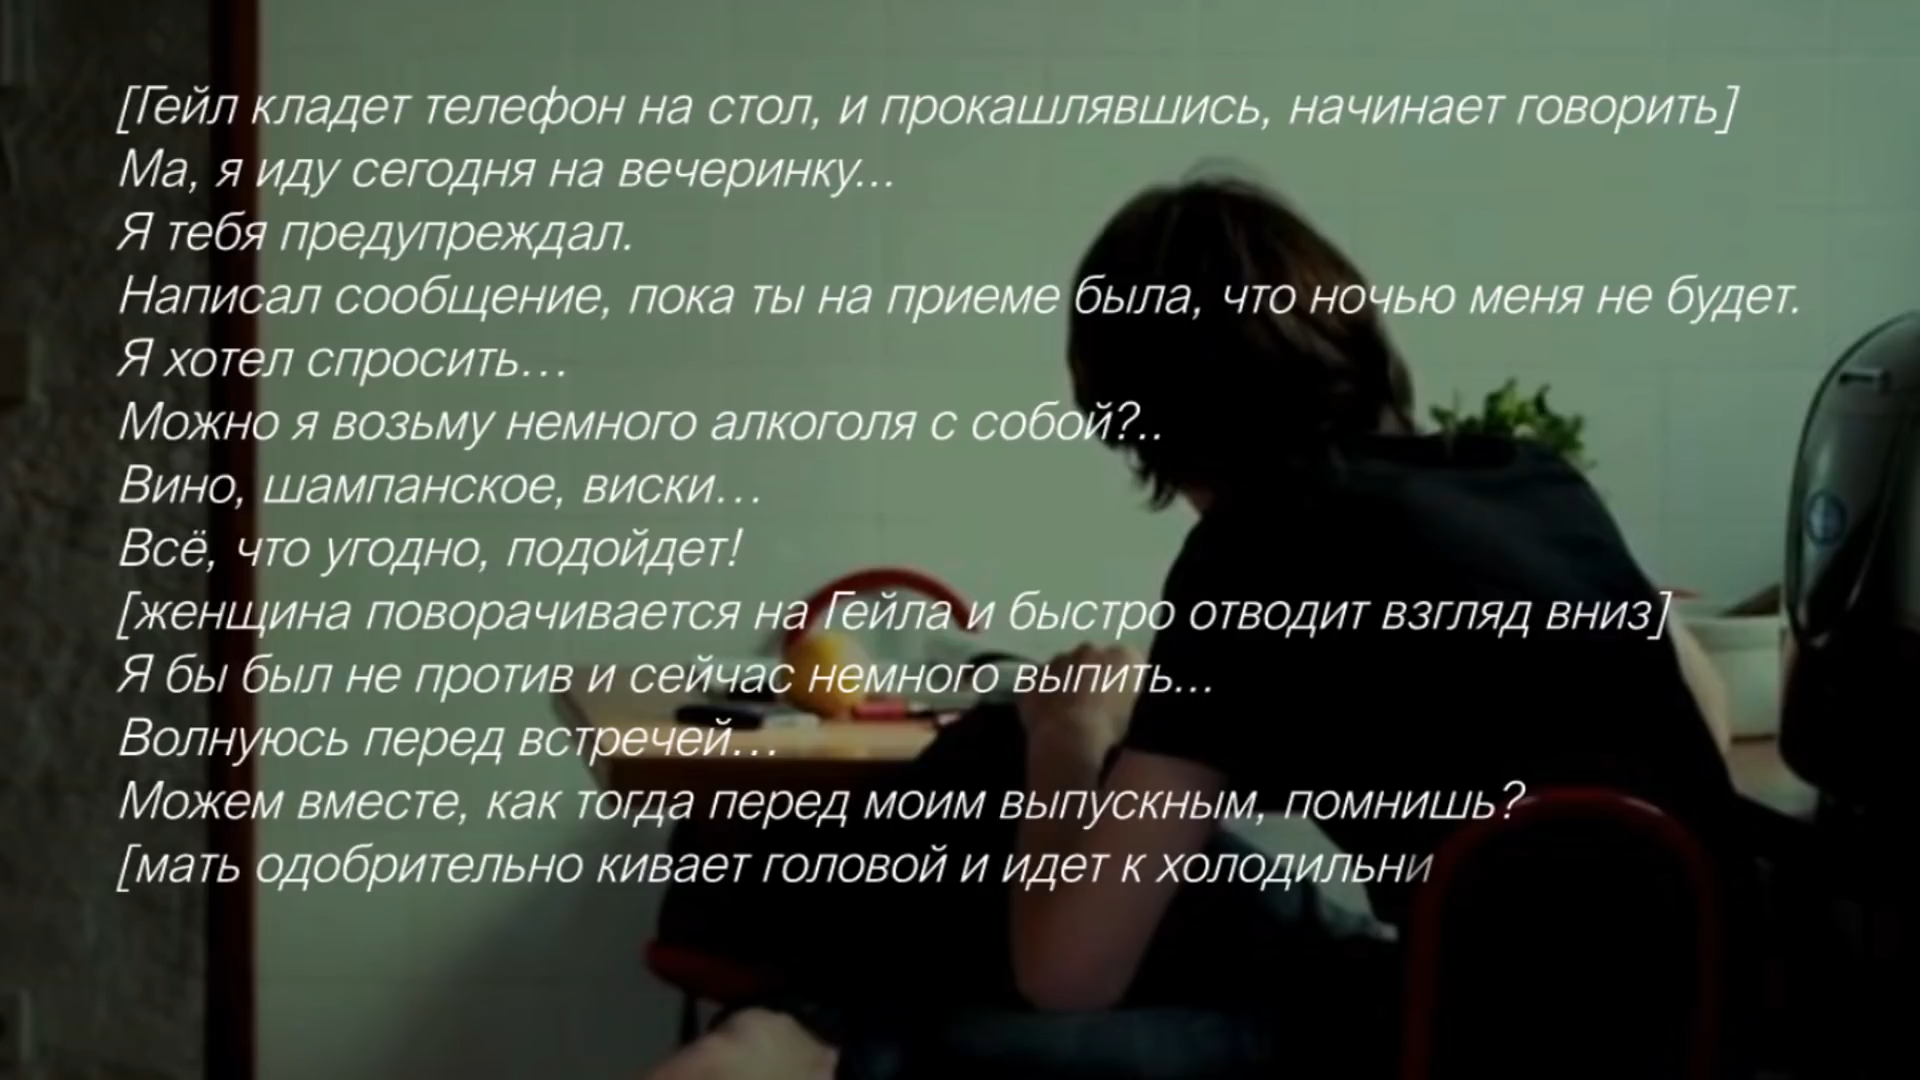 [Гейл кладет телефон на стол, и прокашлявшись, начинает говорить]
Ма, я иду сегодня на вечеринку...
Я тебя предупреждал.
Написал сообщение, пока ты на приеме была, что ночью меня не будет.
Я хотел спросить…
Можно я возьму немного алкоголя с собой?..
Вино, шампанское, виски…
Всё, что угодно, подойдет!
[женщина поворачивается на Гейла и быстро отводит взгляд вниз]
Я бы был не против и сейчас немного выпить...
Волнуюсь перед встречей…
Можем вместе, как тогда перед моим выпускным, помнишь?
[мать одобрительно кивает головой и идет к холодильни